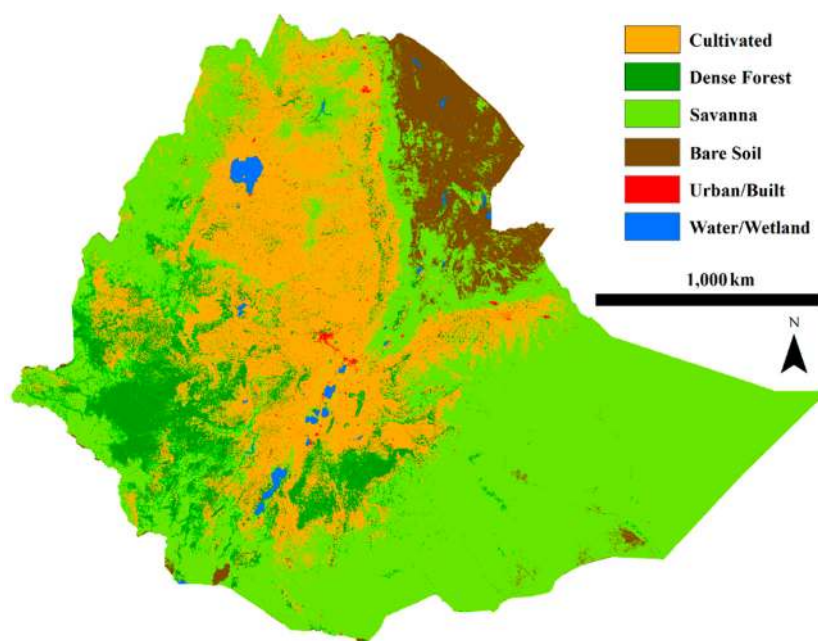 Cultivated
Dense Forest
Savanna
Bare Soil
Urban/Built
Water/Wetland
1,000 km
N